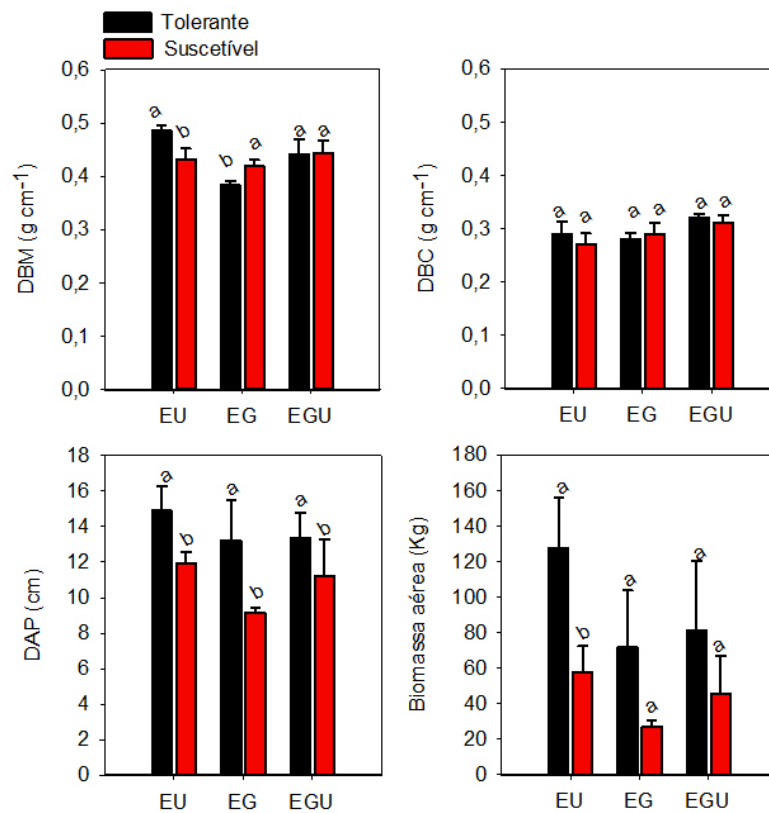 Tolerante
Suscetível
0,6
0,5
0,4
0,3
0,2
0,1
0,0
DBM (g cm-1)
a
b
b
a
a
a
EU
EG
EGU
0,6
0,5
0,4
0,3
0,2
0,1
0,0
DBC (g cm-1)
a
a
a
a
a
a
EU
EG
EGU
18
16
14
12
10
8
6
4
2
0
DAP (cm)
a
b
a
b
a
b
EU
EG
EGU
180
160
140
120
100
80
60
40
20
0
Biomassa aérea (Kg)
a
b
a
a
a
a
EU
EG
EGU